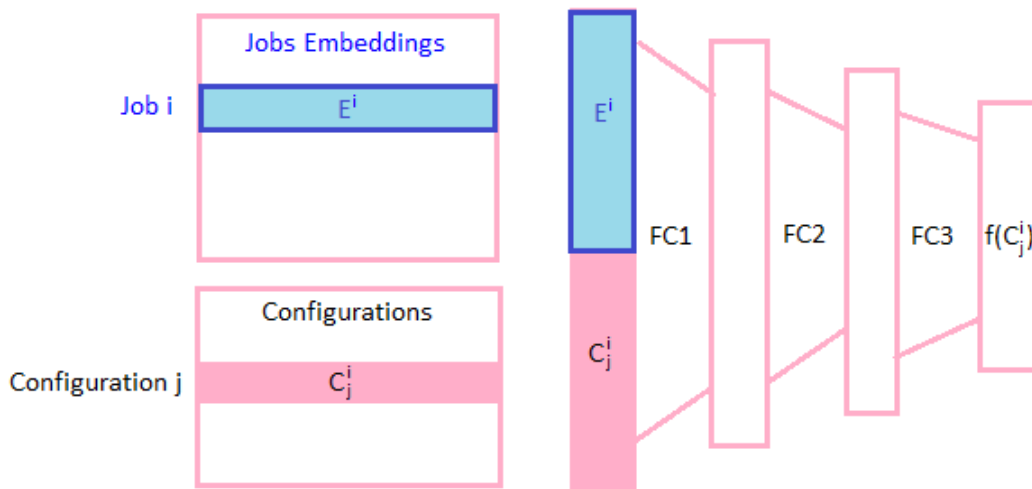 Jobs Embeddings
Job i
E^i
Configurations
Configuration j
C_j^i
E^i
C_j^i
FC1
FC2
FC3
f(C_j^i)